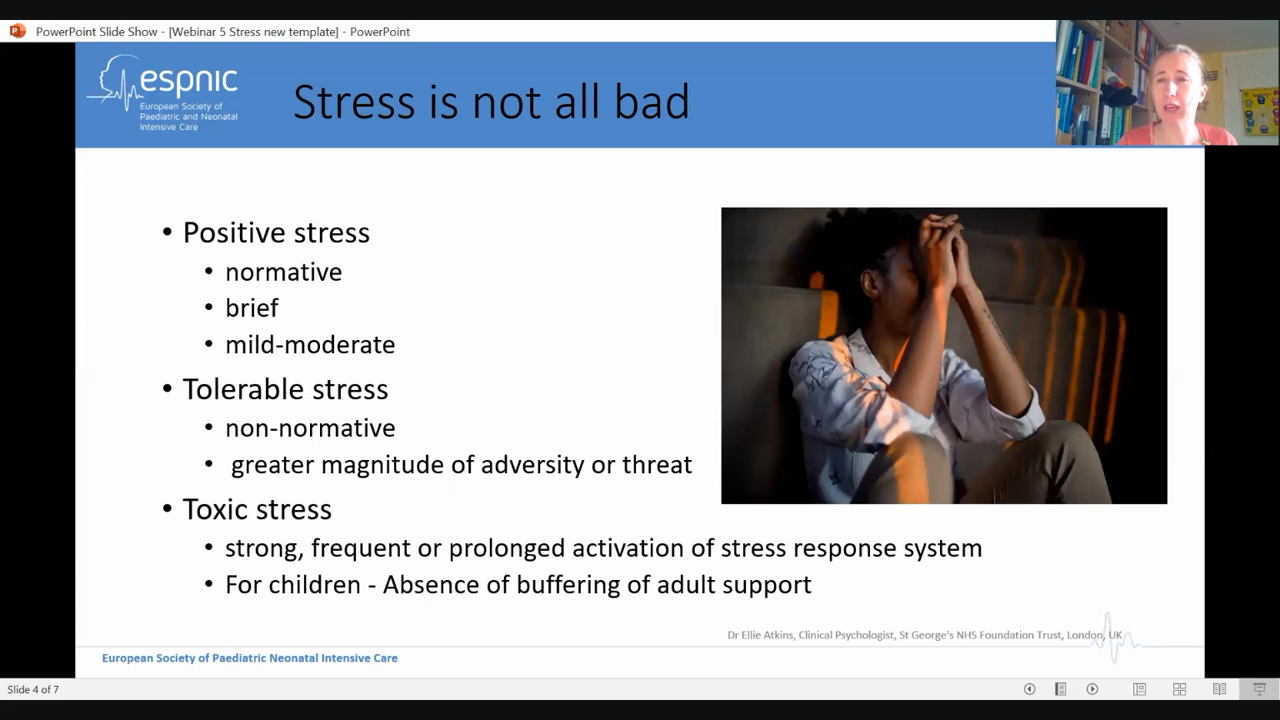 PowerPoint Slide Show - [Webinar 5 Stress new template] - PowerPoint
espnic
European Society of
Paediatric and Neonatal
Intensive Care
Stress is not all bad
• Positive stress
• normative
• brief
• mild-moderate
• Tolerable stress
• non-normative
• greater magnitude of adversity or threat
• Toxic stress
• strong, frequent or prolonged activation of stress response system
• For children - Absence of buffering of adult support
Dr Ellie Atkins, Clinical Psychologist, St George's NHS Foundation Trust, London, UK
European Society of Paediatric Neonatal Intensive Care
Slide 4 of 7